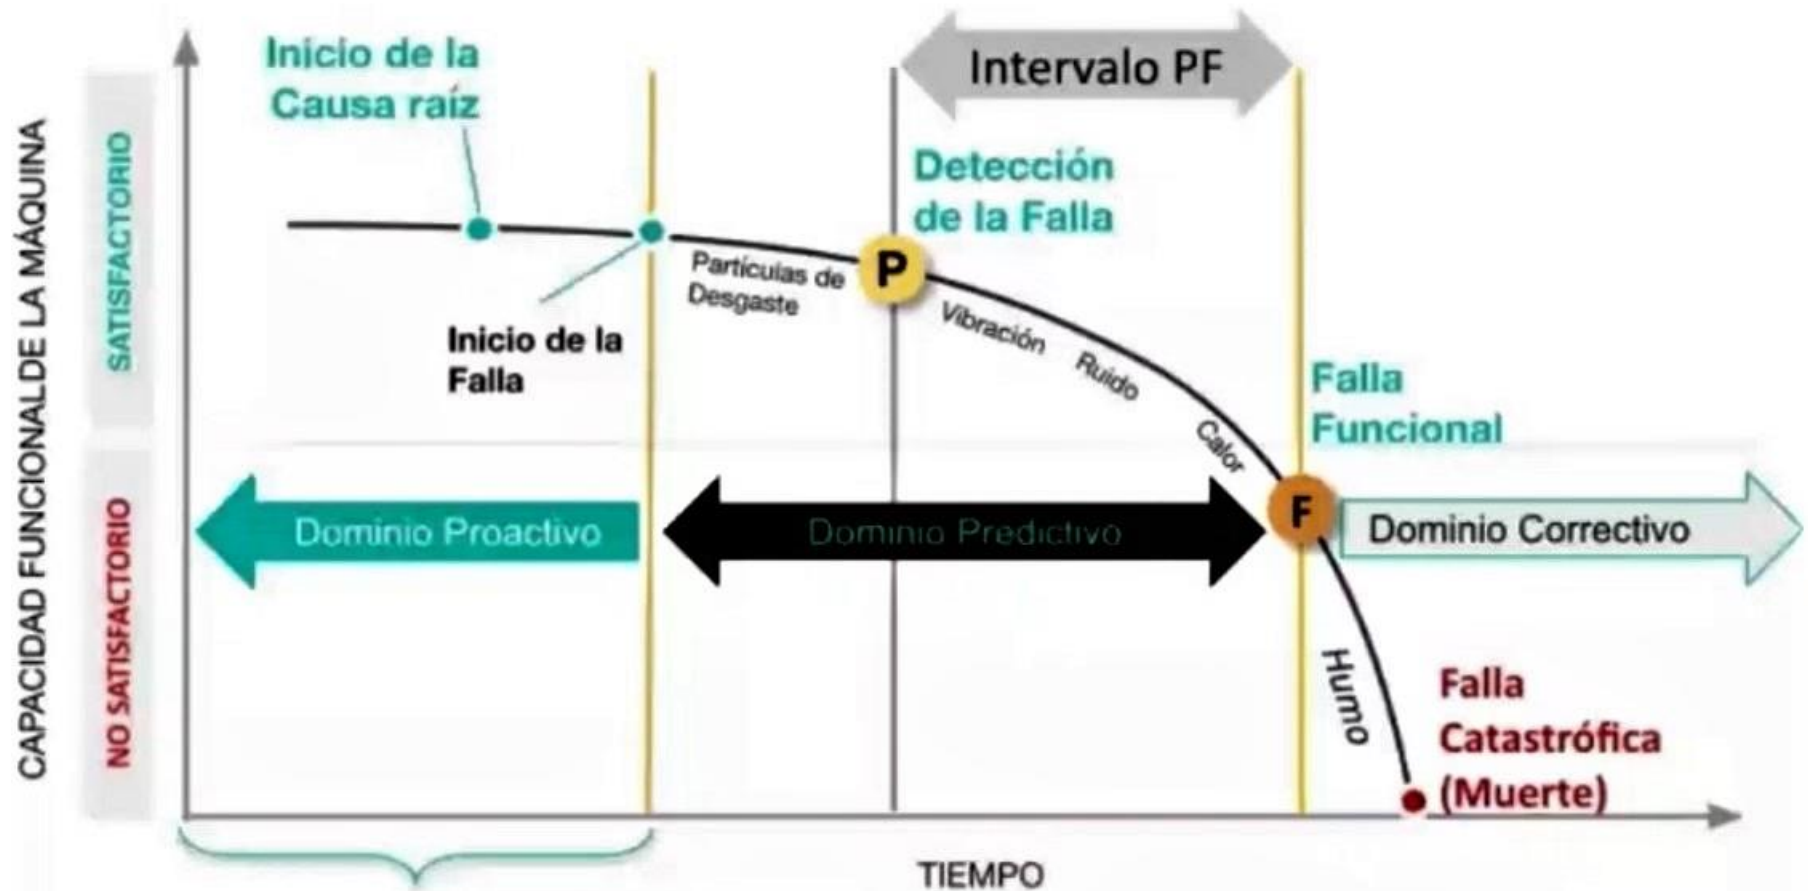 Inicio de la
Causa raíz
Intervalo PF
Detección
de la Falla
P
Partículas de
Desgaste
Inicio de la
Falla
Vibración
Ruido
Calor
Falla
Funcional
F
Dominio Proactivo
Dominio Predictivo
Dominio Correctivo
Humo
Falla
Catastrófica
(Muerte)
CAPACIDAD FUNCIONALDE LA MÁQUINA
SATISFACTORIO
NO SATISFACTORIO
TIEMPO